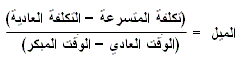 (تكلفة المتسرعة – التكلفة العادية)
الميل =
(الوقت العادي – الوقت المبكر)